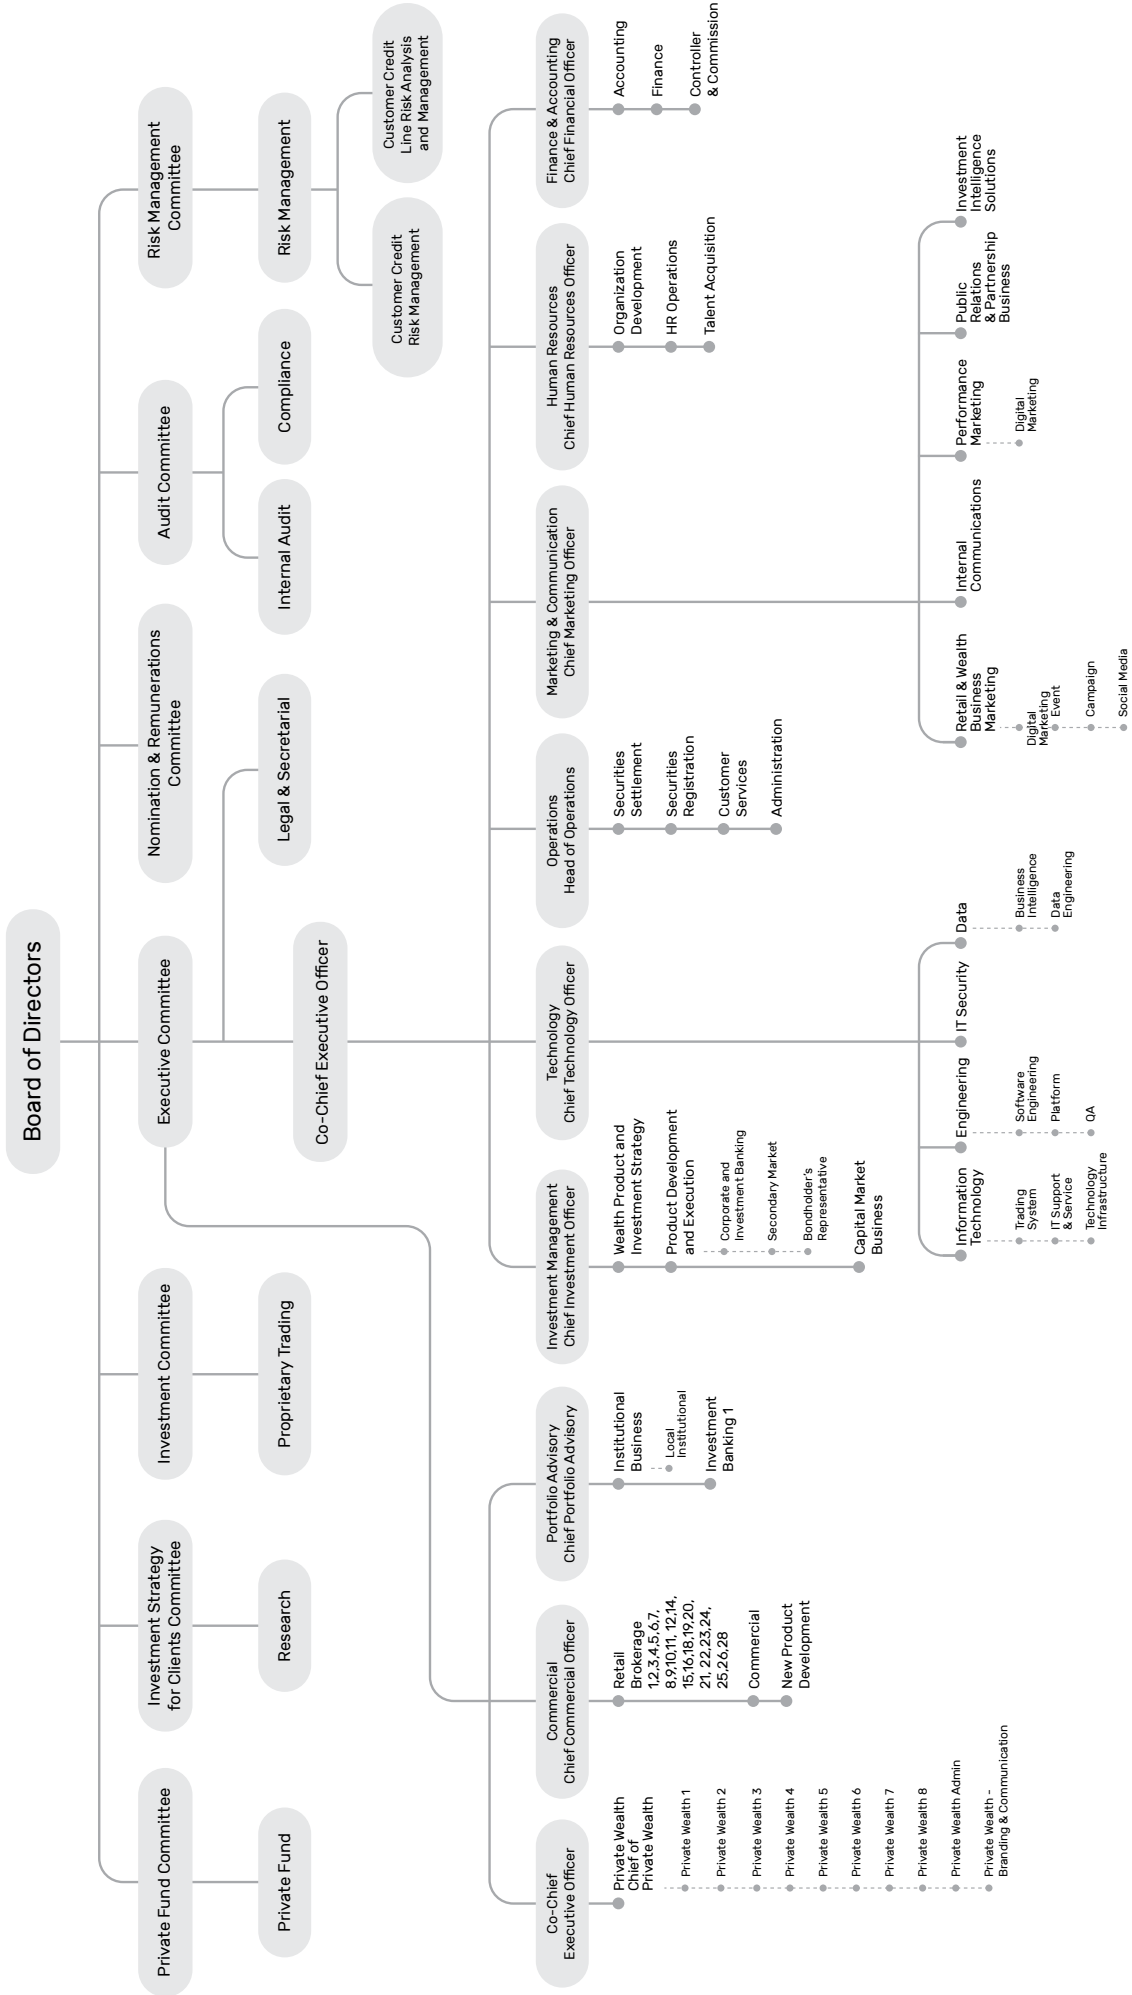 Board of Directors
Private Fund Committee
Investment Strategy
for Clients Committee
Investment Committee
Executive Committee
Nomination & Remunerations
Committee
Audit Committee
Risk Management
Committee
Private Fund
Research
Proprietary Trading
Legal & Secretarial
Internal Audit
Compliance
Risk Management
Co-Chief Executive Officer
Customer Credit
Risk Management
Customer Credit
Line Risk Analysis
and Management
Co-Chief
Executive Officer
Private Wealth
Chief of
Private Wealth
Private Wealth 1
Private Wealth 2
Private Wealth 3
Private Wealth 4
Private Wealth 5
Private Wealth 6
Private Wealth 7
Private Wealth 8
Private Wealth Admin
Private Wealth -
Branding & Communication
Commercial
Chief Commercial Officer
Retail
Brokerage
1,2,3,4,5,6,7,
8,9,10,11, 12,14,
15,16,18,19,20,
21, 22,23,24,
25,26,28
Commercial
New Product
Development
Portfolio Advisory
Chief Portfolio Advisory
Institutional
Business
Local
Institutional
Investment
Banking 1
Investment Management
Chief Investment Officer
Wealth Product and
Investment Strategy
Product Development
and Execution
Corporate and
Investment Banking
Secondary Market
Bondholder's
Representative
Capital Market
Business
Technology
Chief Technology Officer
Information
Technology
Trading
System
IT Support
& Service
Technology
Infrastructure
Engineering
Software
Engineering
Platform
QA
IT Security
Data
Business
Intelligence
Data
Engineering
Operations
Head of Operations
Securities
Settlement
Securities
Registration
Customer
Services
Administration
Marketing & Communication
Chief Marketing Officer
Retail & Wealth
Business
Marketing
Digital
Marketing
Event
Campaign
Social Media
Internal
Communications
Performance
Marketing
Digital
Marketing
Public
Relations
& Partnership
Business
Investment
Intelligence
Solutions
Human Resources
Chief Human Resources Officer
Organization
Development
HR Operations
Talent Acquisition
Finance & Accounting
Chief Financial Officer
Accounting
Finance
Controller
& Commission